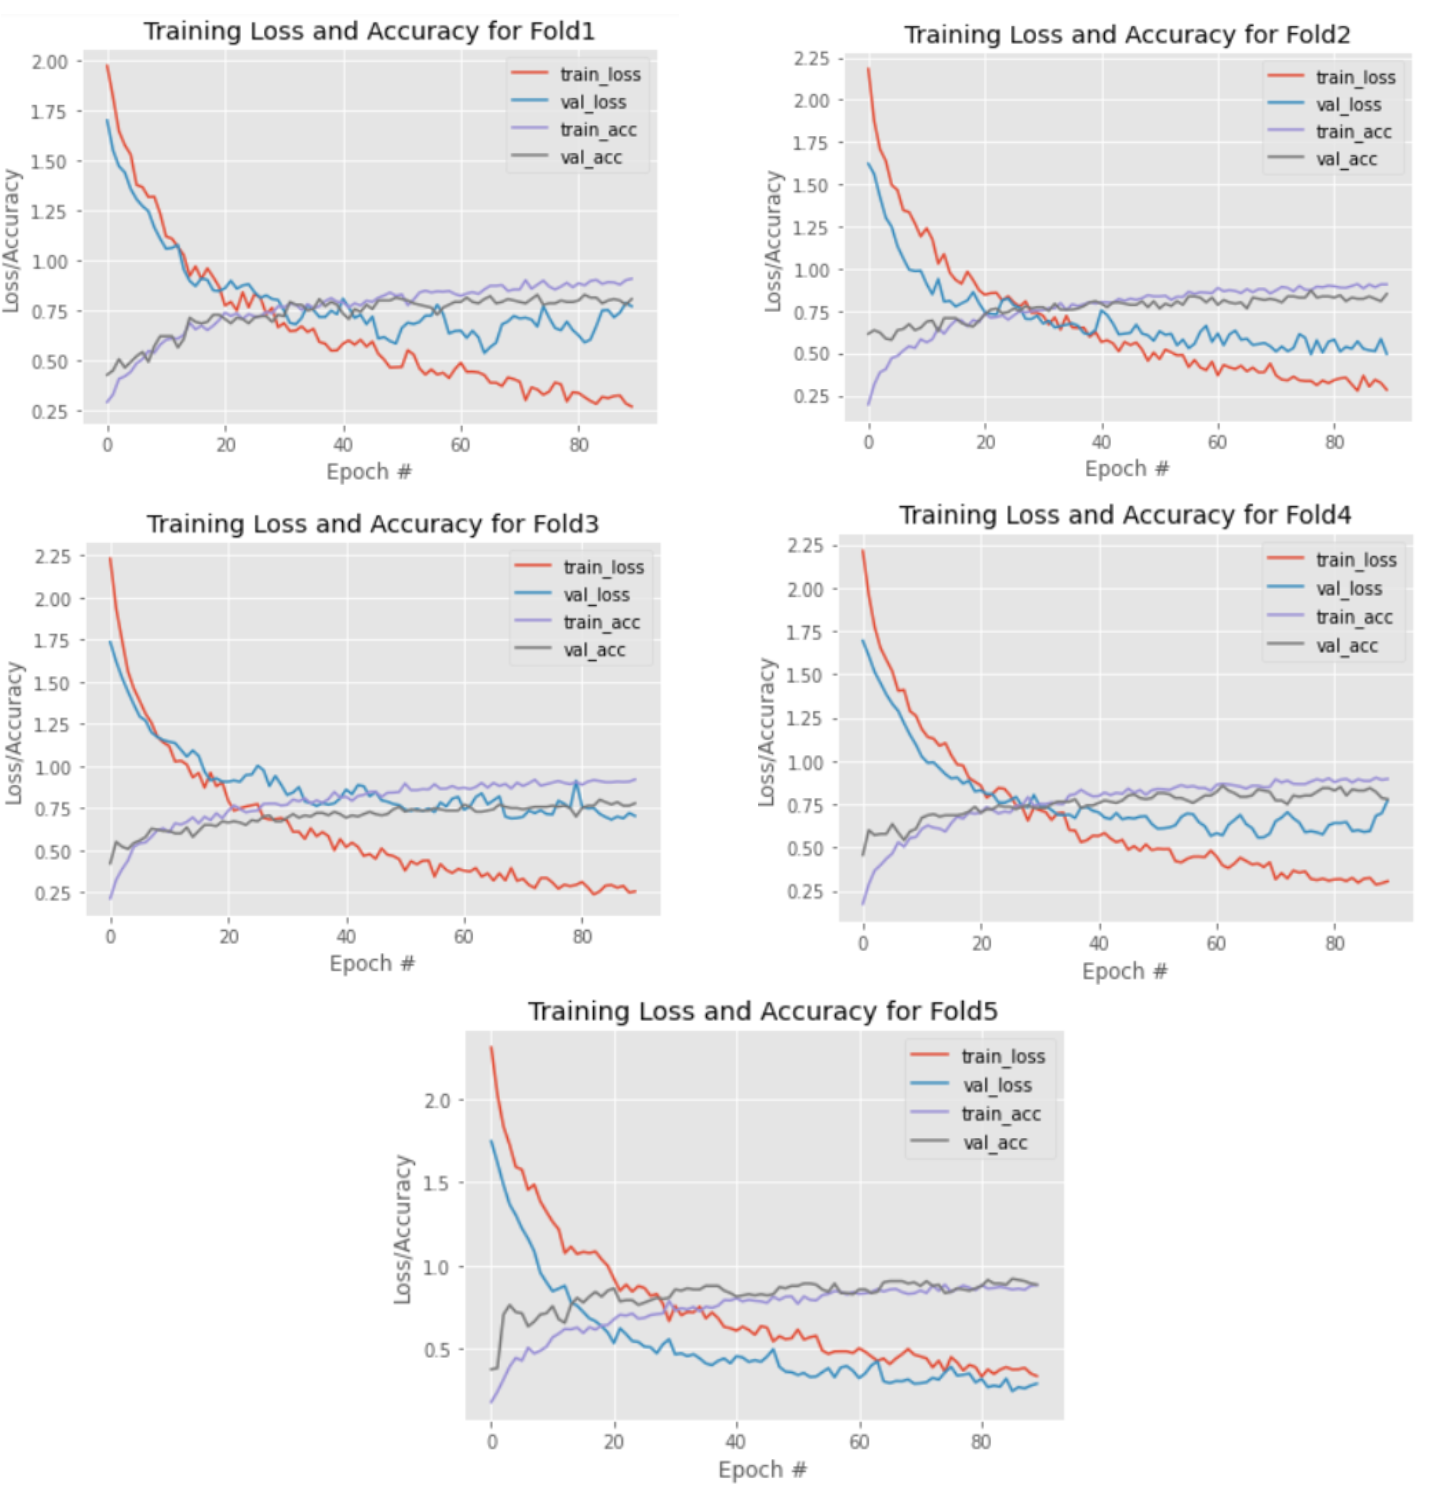 Training Loss and Accuracy for Fold1
2.00
1.75
1.50
1.25
1.00
0.75
0.50
0.25
Loss/Accuracy
train_loss
val_loss
train_acc
val_acc
0 20 40 60 80
Epoch #
Training Loss and Accuracy for Fold2
2.25
2.00
1.75
1.50
1.25
1.00
0.75
0.50
0.25
Loss/Accuracy
train_loss
val_loss
train_acc
val_acc
0 20 40 60 80
Epoch #
Training Loss and Accuracy for Fold3
2.25
2.00
1.75
1.50
1.25
1.00
0.75
0.50
0.25
Loss/Accuracy
train_loss
val_loss
train_acc
val_acc
0 20 40 60 80
Epoch #
Training Loss and Accuracy for Fold4
2.25
2.00
1.75
1.50
1.25
1.00
0.75
0.50
0.25
Loss/Accuracy
train_loss
val_loss
train_acc
val_acc
0 20 40 60 80
Epoch #
Training Loss and Accuracy for Fold5
2.0
1.5
1.0
0.5
Loss/Accuracy
train_loss
val_loss
train_acc
val_acc
0 20 40 60 80
Epoch #